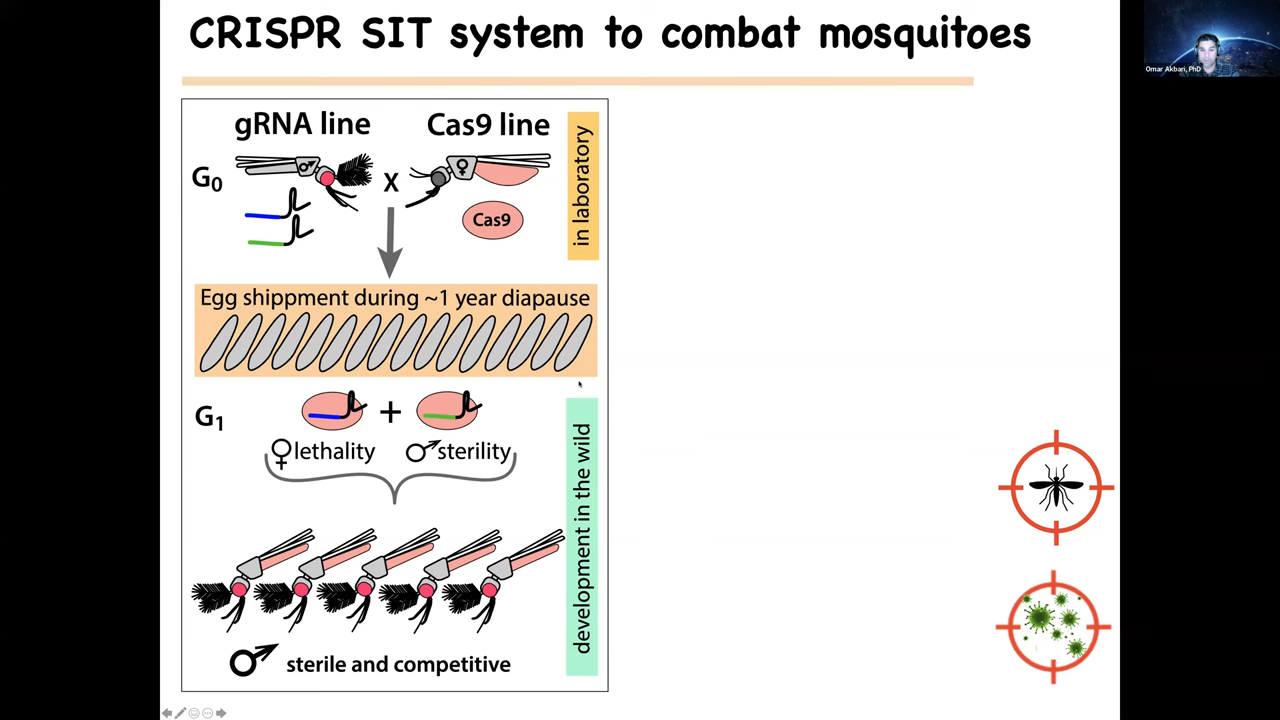 CRISPR SIT system to combat mosquitoes
Omar Akbari, PhD
gRNA line
Cas9 line
G0
X
Cas9
in laboratory
Egg shippment during ~1 year diapause
G1
+
♀lethality
♂sterility
development in the wild
♂ sterile and competitive